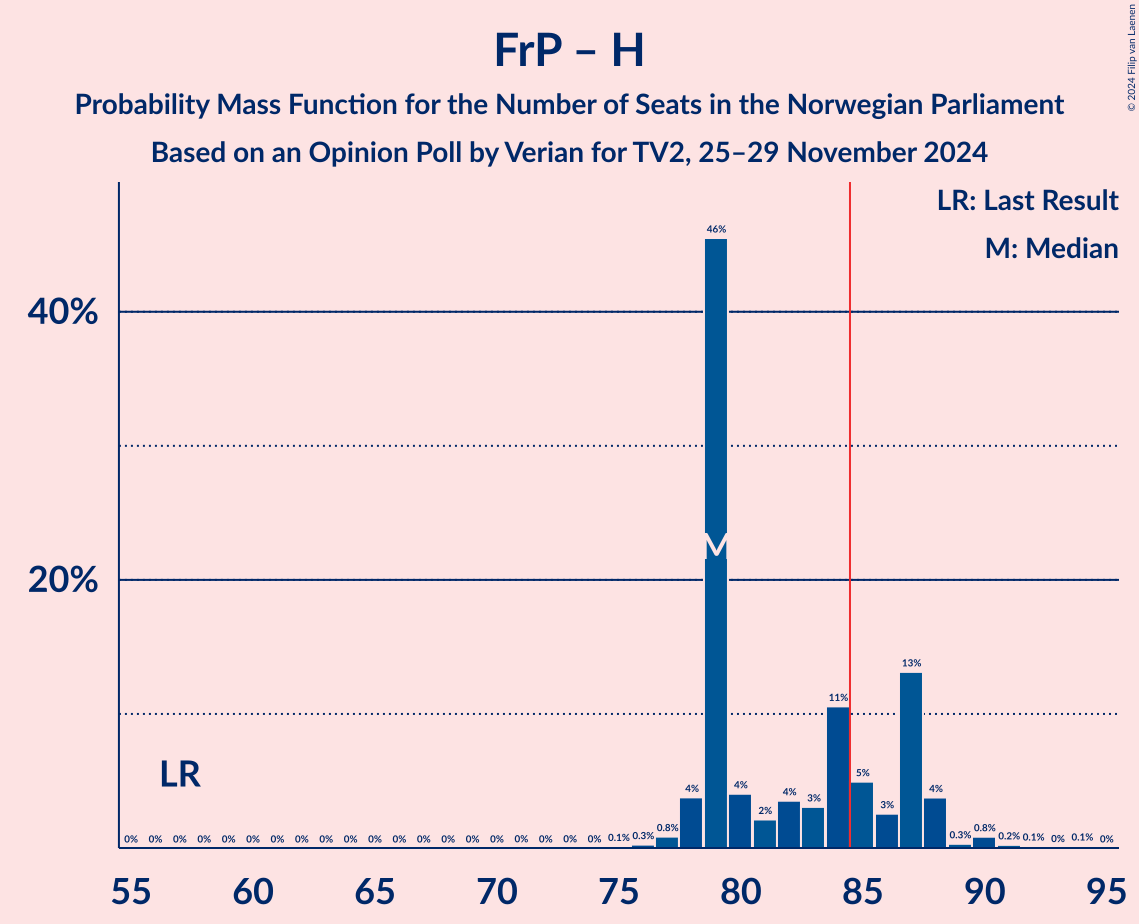 FrP – H
Probability Mass Function for the Number of Seats in the Norwegian Parliament
Based on an Opinion Poll by Verian for TV2, 25–29 November 2024
© 2024 Filip van Laenen
LR: Last Result
M: Median
40%
20%
LR
M
0% 0% 0% 0% 0% 0% 0% 0% 0% 0% 0% 0% 0% 0% 0% 0% 0% 0% 0% 0% 0.1% 0.3% 0.8% 4% 46% 4% 2% 4% 3% 11% 5% 3% 13% 4% 0.3% 0.8% 0.2% 0.1% 0% 0.1% 0%
55 60 65 70 75 80 85 90 95